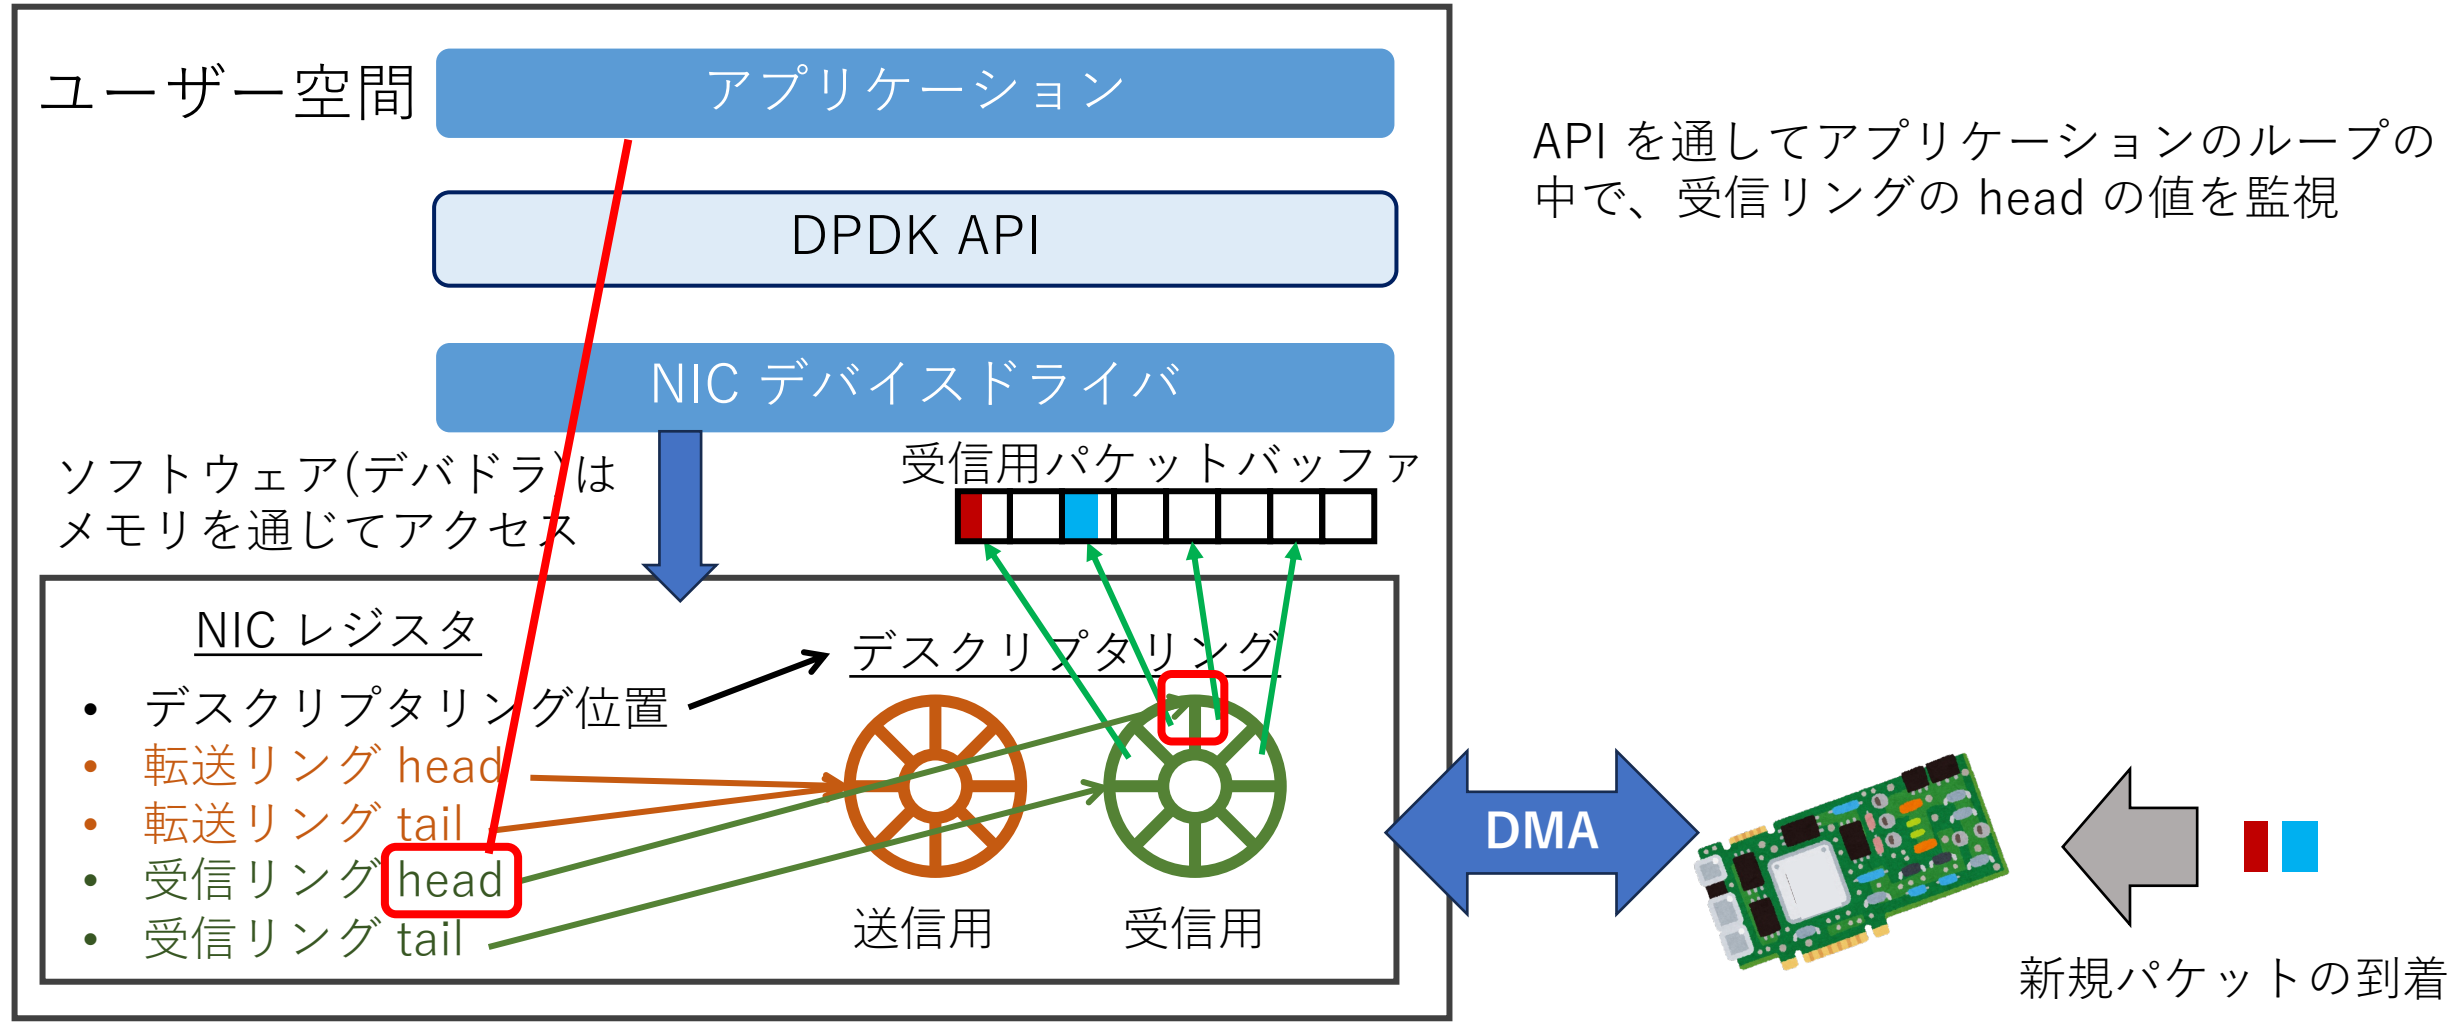 ユーザー空間
アプリケーション
DPDK API
NIC デバイスドライバ
API を通してアプリケーションのループの
中で、受信リングの head の値を監視
ソフトウェア(デバドラ)は
メモリを通じてアクセス
受信用パケットバッファ
NIC レジスタ
• デスクリプタリング位置
• 転送リング head
• 転送リング tail
• 受信リング head
• 受信リング tail
デスクリプタリング
送信用
受信用
DMA
新規パケットの到着